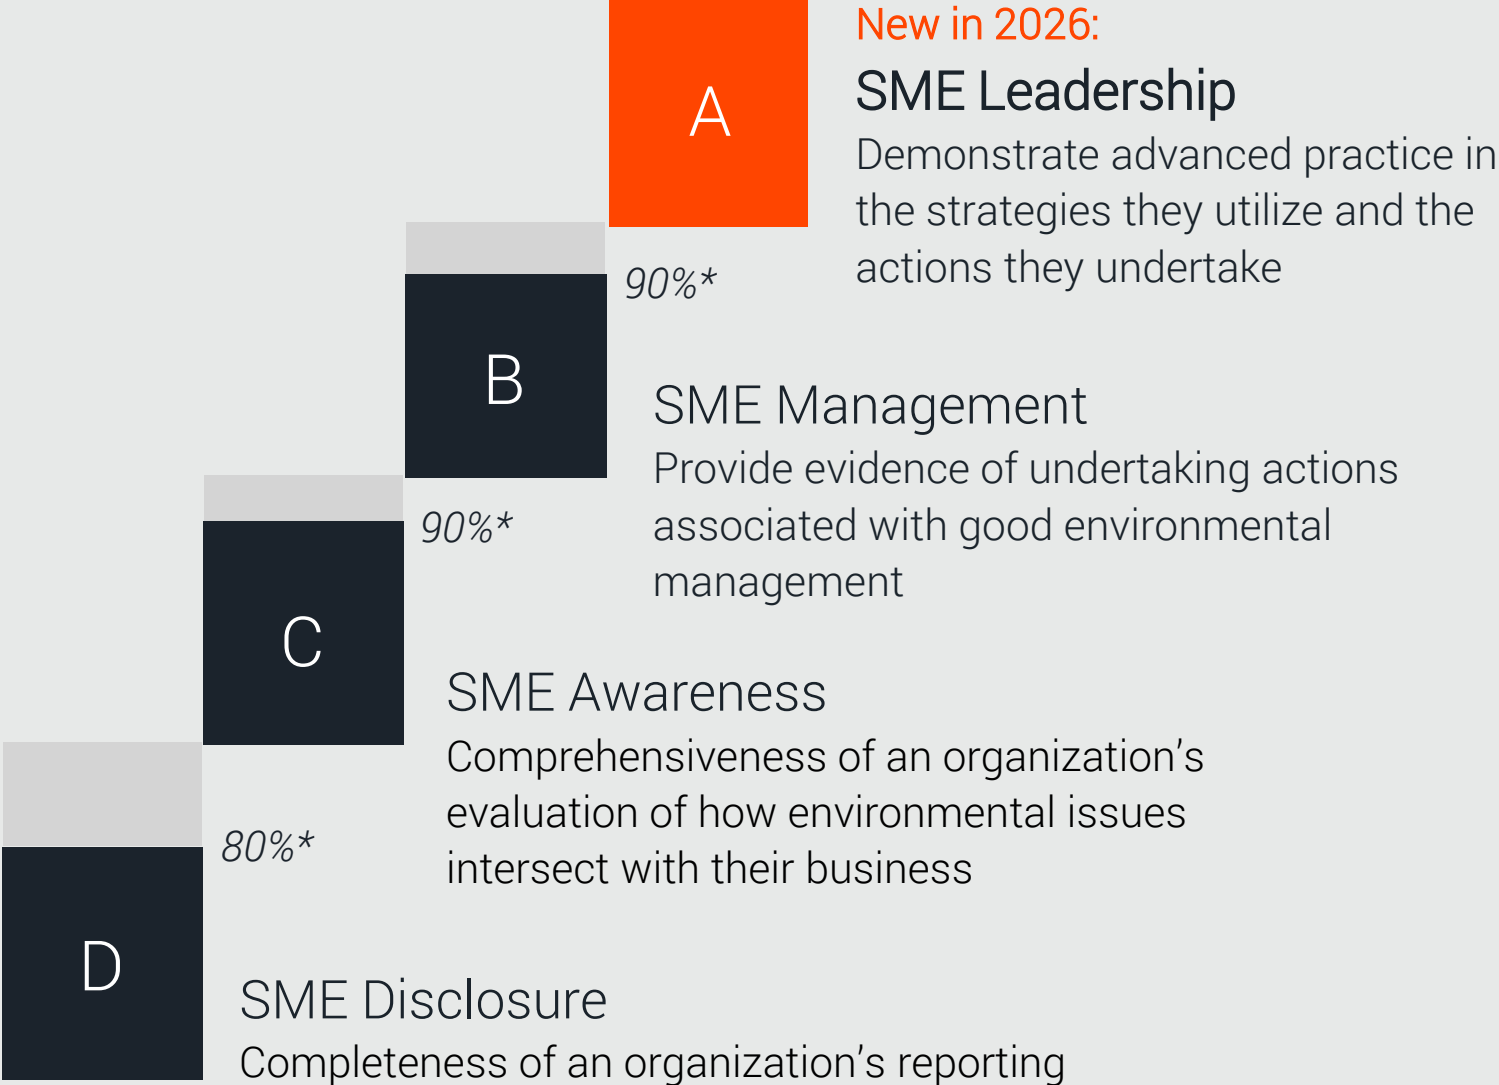 New in 2026:
A
SME Leadership
Demonstrate advanced practice in
the strategies they utilize and the
actions they undertake
90%*
B
SME Management
Provide evidence of undertaking actions
associated with good environmental
management
90%*
C
SME Awareness
Comprehensiveness of an organization’s
evaluation of how environmental issues
intersect with their business
80%*
D
SME Disclosure
Completeness of an organization’s reporting